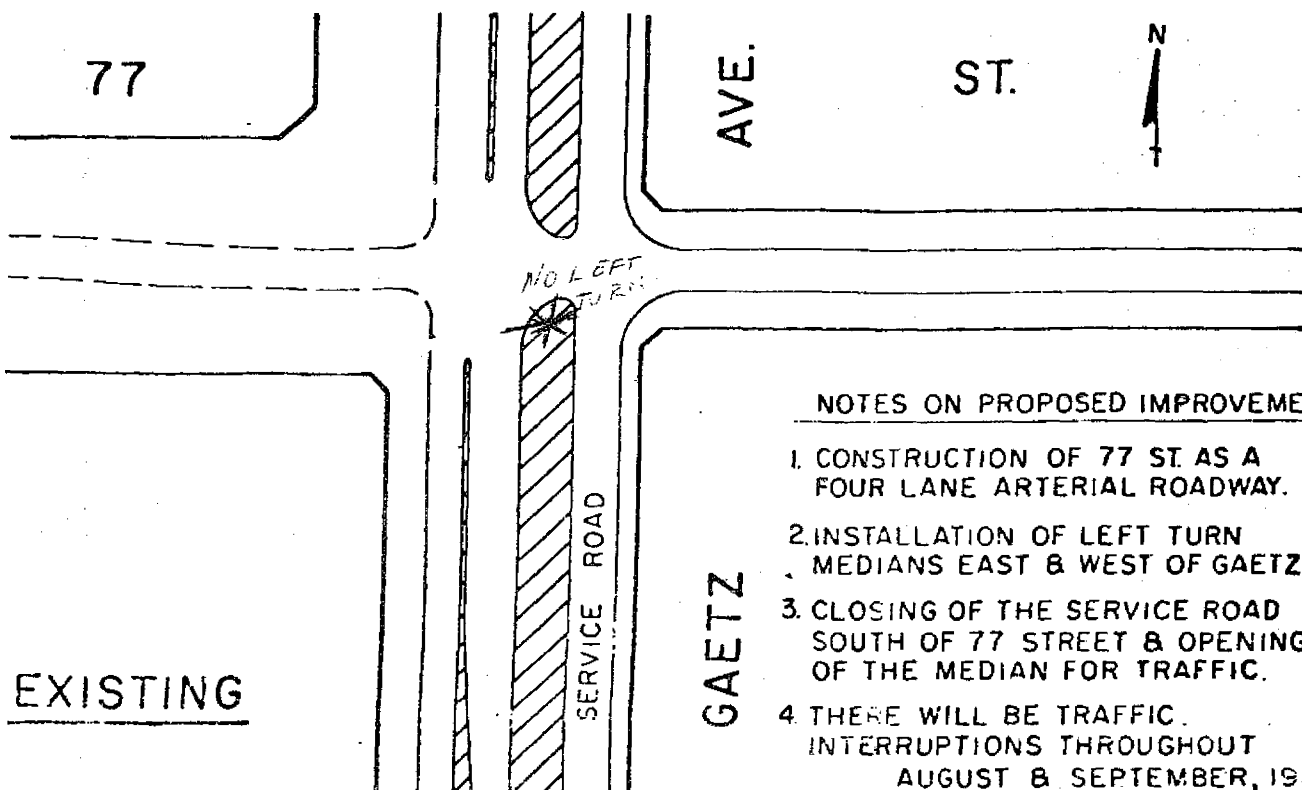 77
AVE.
ST.
N
NO LEFT
TURN
NOTES ON PROPOSED IMPROVEME
1. CONSTRUCTION OF 77 ST. AS A
FOUR LANE ARTERIAL ROADWAY.
2. INSTALLATION OF LEFT TURN
MEDIANS EAST & WEST OF GAETZ
3. CLOSING OF THE SERVICE ROAD
SOUTH OF 77 STREET & OPENING
OF THE MEDIAN FOR TRAFFIC.
4. THERE WILL BE TRAFFIC
INTERRUPTIONS THROUGHOUT
AUGUST & SEPTEMBER, 19
SERVICE ROAD
GAETZ
EXISTING